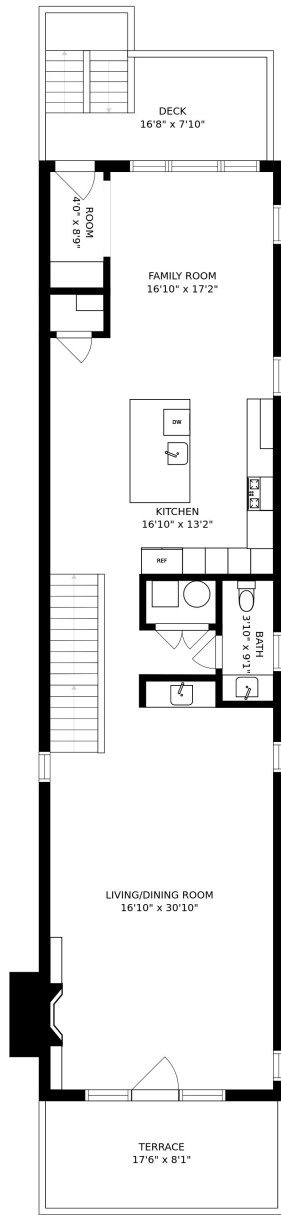 DECK
16'8" x 7'10"
ROOM
4'0" x 8'9"
FAMILY ROOM
16'10" x 17'2"
DW
KITCHEN
16'10" x 13'2"
REF
BATH
3'10" x 9'1"
LIVING/DINING ROOM
16'10" x 30'10"
TERRACE
17'6" x 8'1"